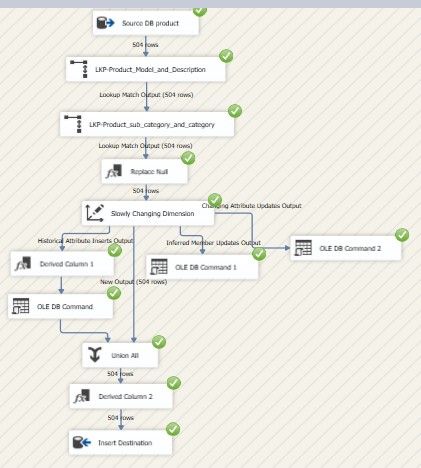 Source DB product
504 rows
LKP-Product_Model_and_Description
Lookup Match Output (504 rows)
LKP-Product_sub_category_and_category
Lookup Match Output (504 rows)
Replace Null
504 rows
Changing Attribute Updates Output
Slowly Changing Dimension
Historical Attribute Inserts Output
Inferred Member Updates Output
OLE DB Command 2
Derived Column 1
OLE DB Command 1
New Output (504 rows)
OLE DB Command
Union All
504 rows
Derived Column 2
504 rows
Insert Destination